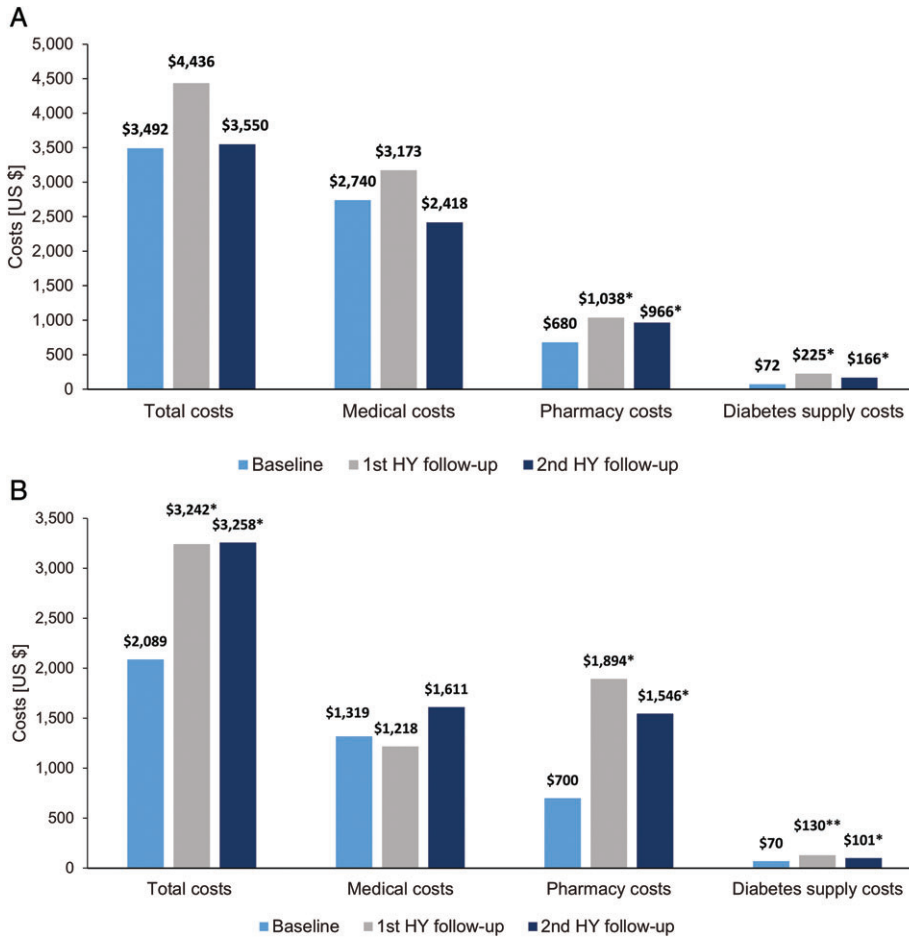 A
Costs [US $]
5,000
4,500
4,000
3,500
3,000
2,500
2,000
1,500
1,000
500
0
$3,492
$4,436
$3,550
$2,740
$3,173
$2,418
$680
$1,038*
$966*
$72
$225*
$166*
Total costs
Medical costs
Pharmacy costs
Diabetes supply costs
Baseline
1st HY follow-up
2nd HY follow-up
B
Costs [US $]
3,500
3,000
2,500
2,000
1,500
1,000
500
0
$2,089
$3,242*
$3,258*
$1,319
$1,218
$1,611
$700
$1,894*
$1,546*
$70
$130**
$101*
Total costs
Medical costs
Pharmacy costs
Diabetes supply costs
Baseline
1st HY follow-up
2nd HY follow-up